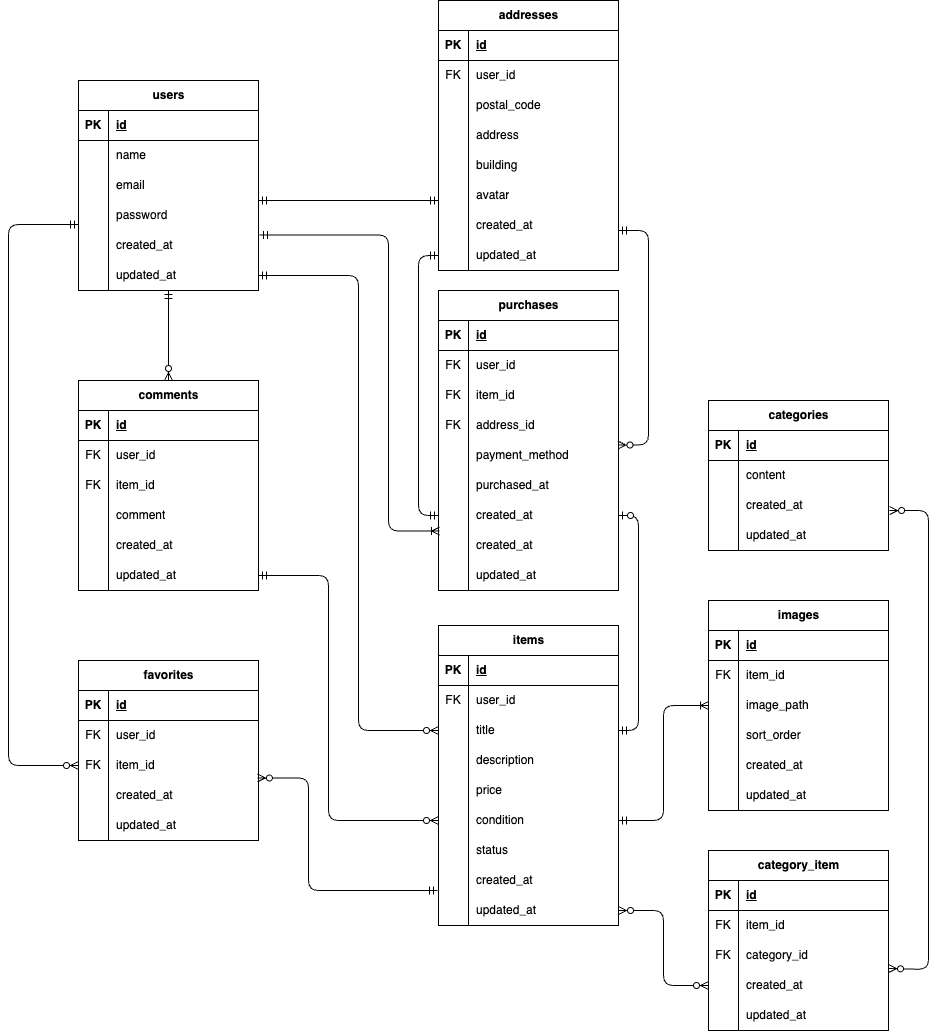 addresses
PK id
FK user_id
postal_code
address
building
avatar
created_at
updated_at
users
PK id
name
email
password
created_at
updated_at
purchases
PK id
FK user_id
FK item_id
FK address_id
payment_method
purchased_at
created_at
created_at
updated_at
comments
PK id
FK user_id
FK item_id
comment
created_at
updated_at
categories
PK id
content
created_at
updated_at
items
PK id
FK user_id
title
description
price
condition
status
created_at
updated_at
images
PK id
FK item_id
image_path
sort_order
created_at
updated_at
favorites
PK id
FK user_id
FK item_id
created_at
updated_at
category_item
PK id
FK item_id
FK category_id
created_at
updated_at